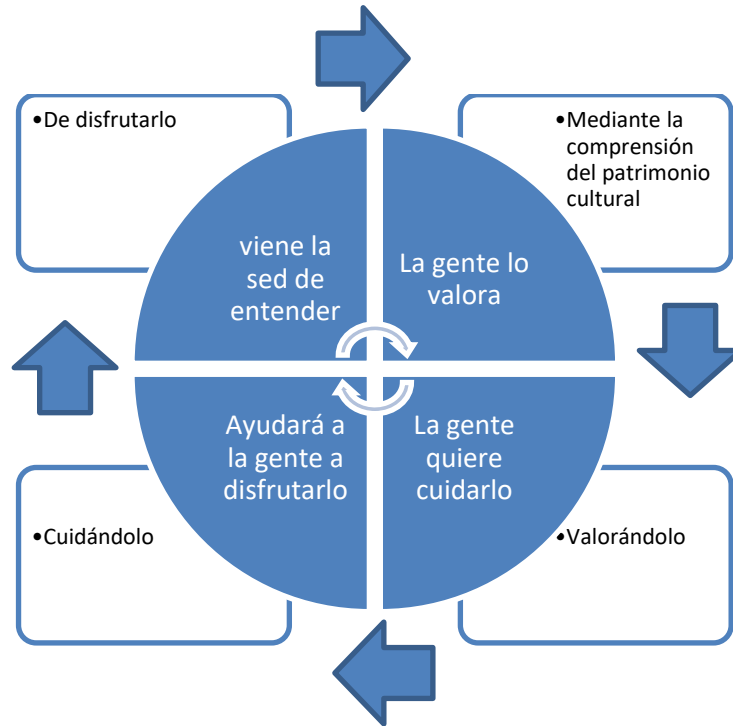 •De disfrutarlo
•Mediante la
comprensión
del patrimonio
cultural
viene la
sed de
entender
La gente lo
valora
Ayudará a
la gente a
disfrutarlo
La gente
quiere
cuidarlo
•Cuidándolo
•Valorándolo